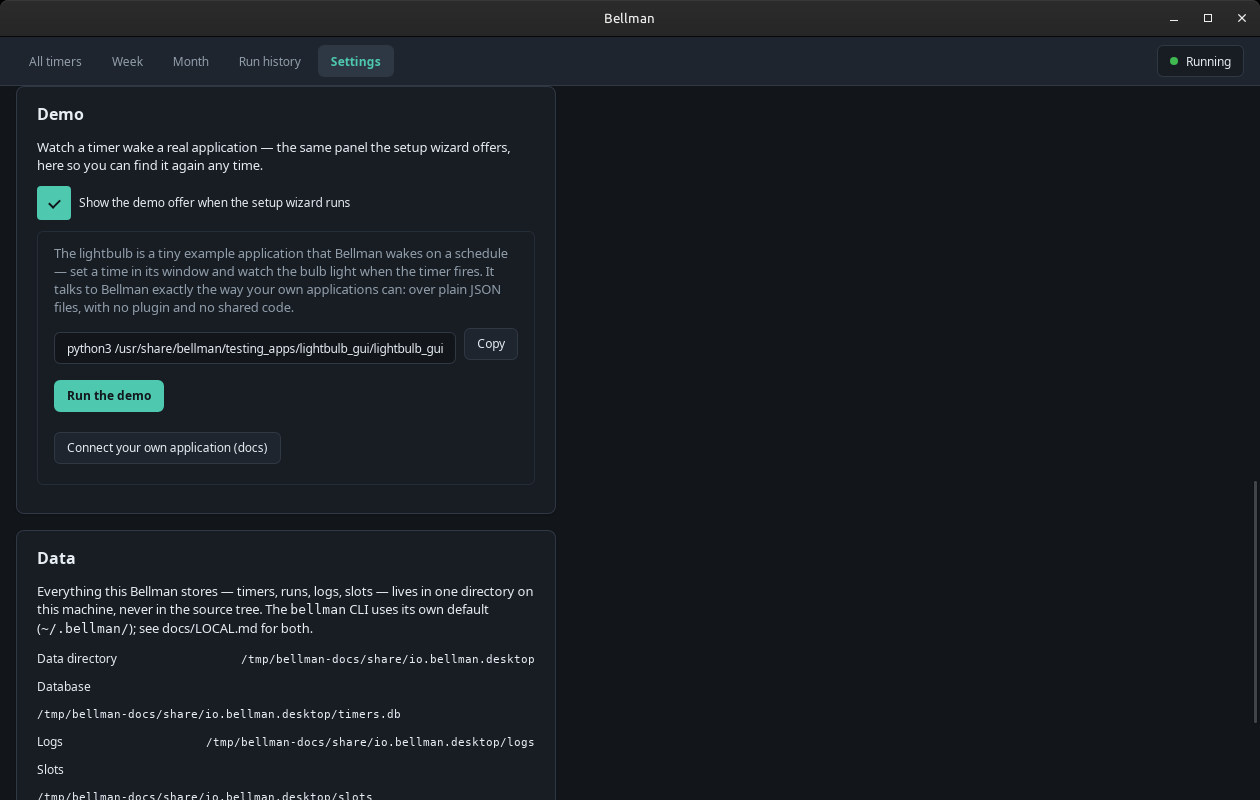 Bellman
All timers
Week
Month
Run history
Settings
Running
Demo
Watch a timer wake a real application — the same panel the setup wizard offers,
here so you can find it again any time.
Show the demo offer when the setup wizard runs
The lightbulb is a tiny example application that Bellman wakes on a schedule
— set a time in its window and watch the bulb light when the timer fires. It
talks to Bellman exactly the way your own applications can: over plain JSON
files, with no plugin and no shared code.
python3 /usr/share/bellman/testing_apps/lightbulb_gui/lightbulb_gui
Copy
Run the demo
Connect your own application (docs)
Data
Everything this Bellman stores — timers, runs, logs, slots — lives in one directory on
this machine, never in the source tree. The bellman CLI uses its own default
(~/.bellman/); see docs/LOCAL.md for both.
Data directory
/tmp/bellman-docs/share/io.bellman.desktop
Database
/tmp/bellman-docs/share/io.bellman.desktop/timers.db
Logs
/tmp/bellman-docs/share/io.bellman.desktop/logs
Slots
/tmp/bellman-docs/share/io.bellman.desktop/slots